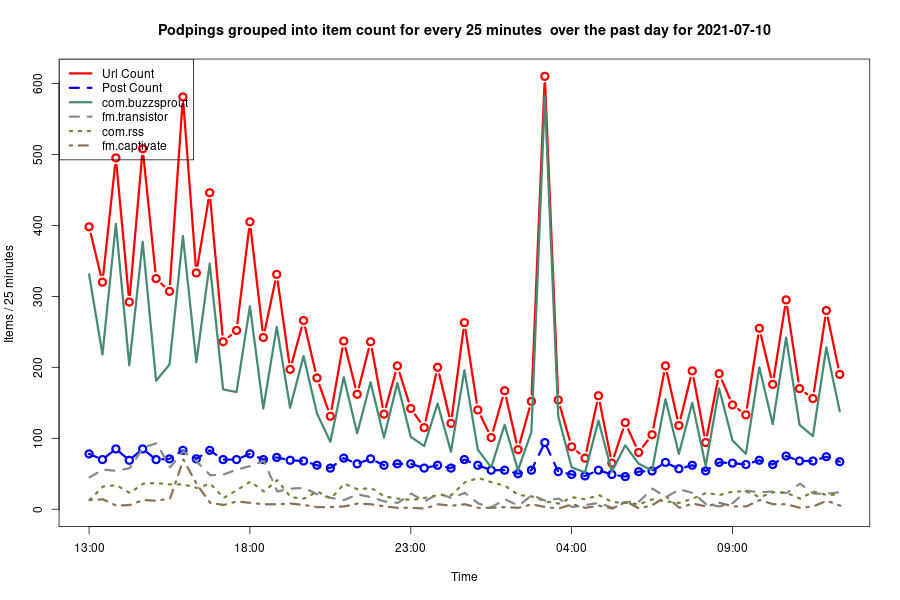 Podpings grouped into item count for every 25 minutes  over the past day for 2021-07-10
Url Count
Post Count
com.buzzsprout
fm.transistor
com.rss
fm.captivate
Items / 25 minutes
600
500
400
300
200
100
0
13:00 18:00 23:00 04:00 09:00
Time